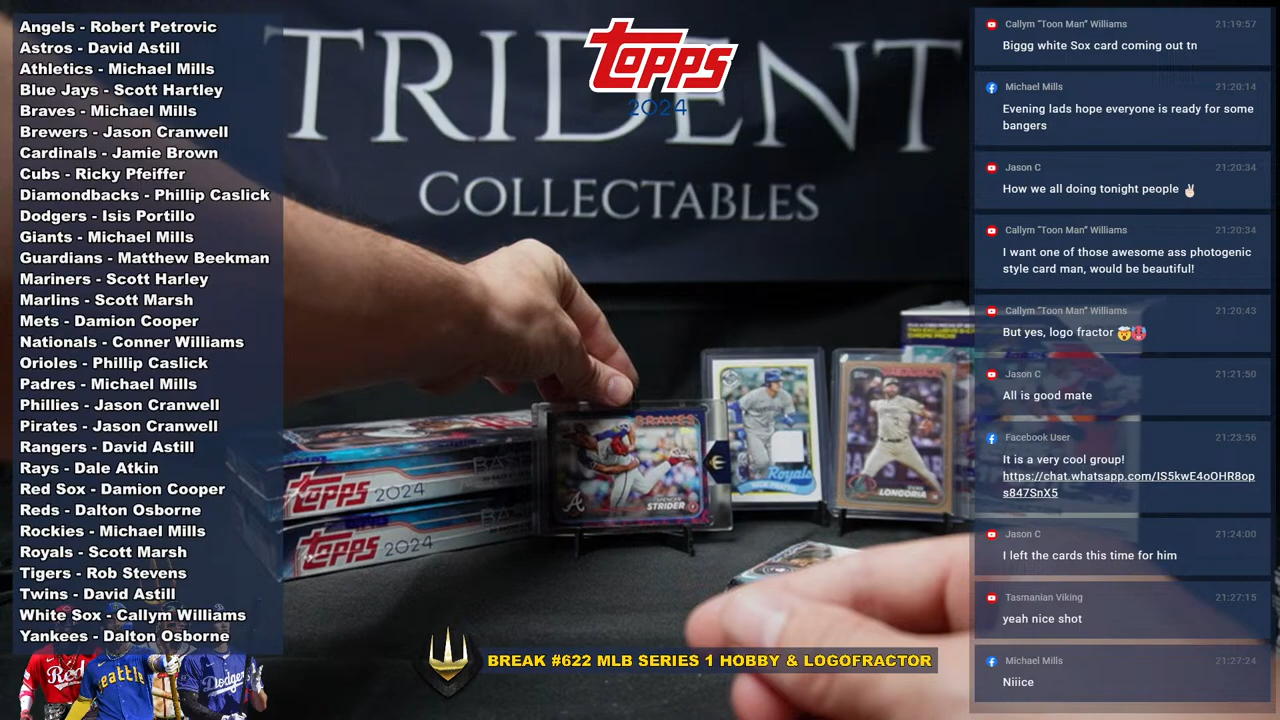 Angels - Robert Petrovic
Astros - David Astill
Athletics - Michael Mills
Blue Jays - Scott Hartley
Braves - Michael Mills
Brewers - Jason Cranwell
Cardinals - Jamie Brown
Cubs - Ricky Pfeiffer
Diamondbacks - Phillip Caslick
Dodgers - Isis Portillo
Giants - Michael Mills
Guardians - Matthew Beekman
Mariners - Scott Harley
Marlins - Scott Marsh
Mets - Damion Cooper
Nationals - Conner Williams
Orioles - Phillip Caslick
Padres - Michael Mills
Phillies - Jason Cranwell
Pirates - Jason Cranwell
Rangers - David Astill
Rays - Dale Atkin
Red Sox - Damion Cooper
Reds - Dalton Osborne
Rockies - Michael Mills
Royals - Scott Marsh
Tigers - Rob Stevens
Twins - David Astill
White Sox - Callym Williams
Yankees - Dalton Osborne
Reds
Seattle
Dodgers
TRIDENT
COLLECTABLES
Topps
2024
Topps 2024
Topps 2024
BRAVES
SPENCER
STRIDER
Royals
LONGORIA
BREAK #622 MLB SERIES 1 HOBBY & LOGOFRACTOR
Callym "Toon Man" Williams 21:19:57
Biggg white Sox card coming out tn
Michael Mills 21:20:14
Evening lads hope everyone is ready for some
bangers
Jason C 21:20:34
How we all doing tonight people ✌🏻
Callym "Toon Man" Williams 21:20:34
I want one of those awesome ass photogenic
style card man, would be beautiful!
Callym "Toon Man" Williams 21:20:43
But yes, logo fractor 🤯🥵
Jason C 21:21:50
All is good mate
Facebook User 21:23:56
It is a very cool group!
https://chat.whatsapp.com/IS5kwE4oOHR8op
s847SnX5
Jason C 21:24:00
I left the cards this time for him
Tasmanian Viking 21:27:15
yeah nice shot
Michael Mills 21:27:24
Niiice